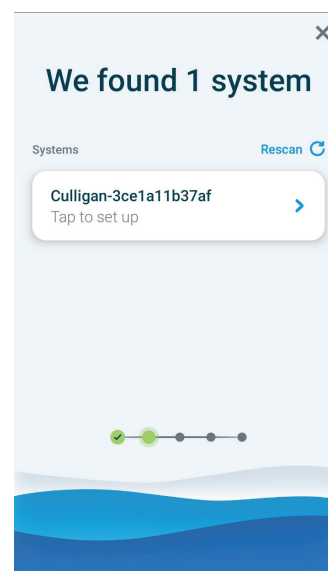 We found 1 system
Systems
Rescan
Culligan-3ce1a11b37af
Tap to set up